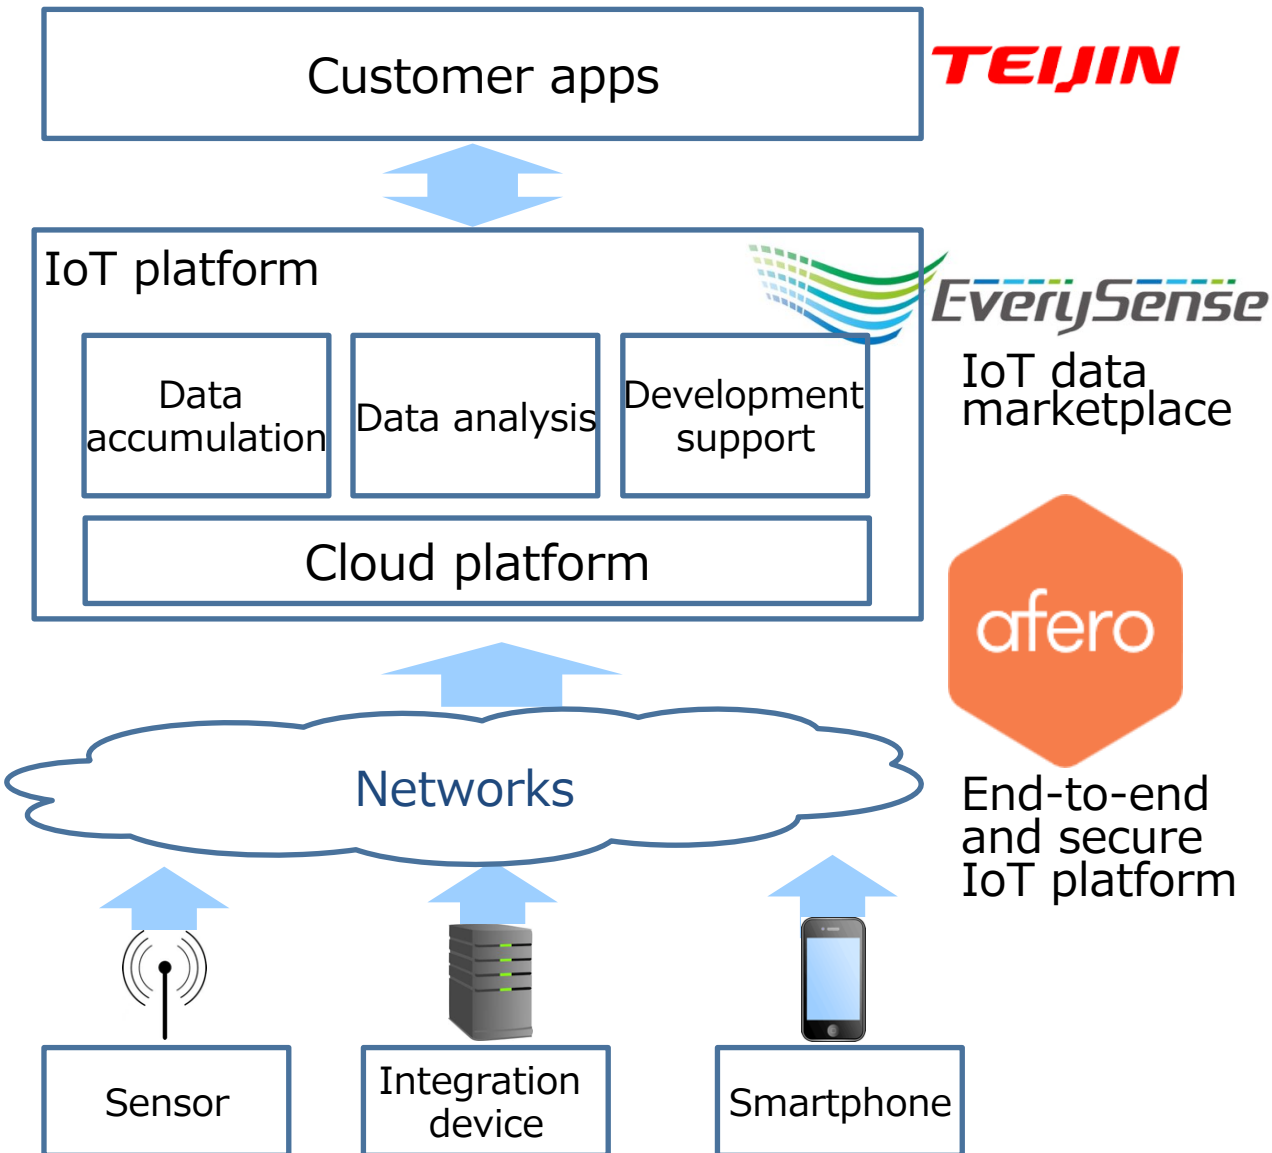 Customer apps
TEIJIN
IoT platform
EverySense
IoT data
marketplace
Data
accumulation
Data analysis
Development
support
Cloud platform
afero
End-to-end
and secure
IoT platform
Networks
Sensor
Integration
device
Smartphone